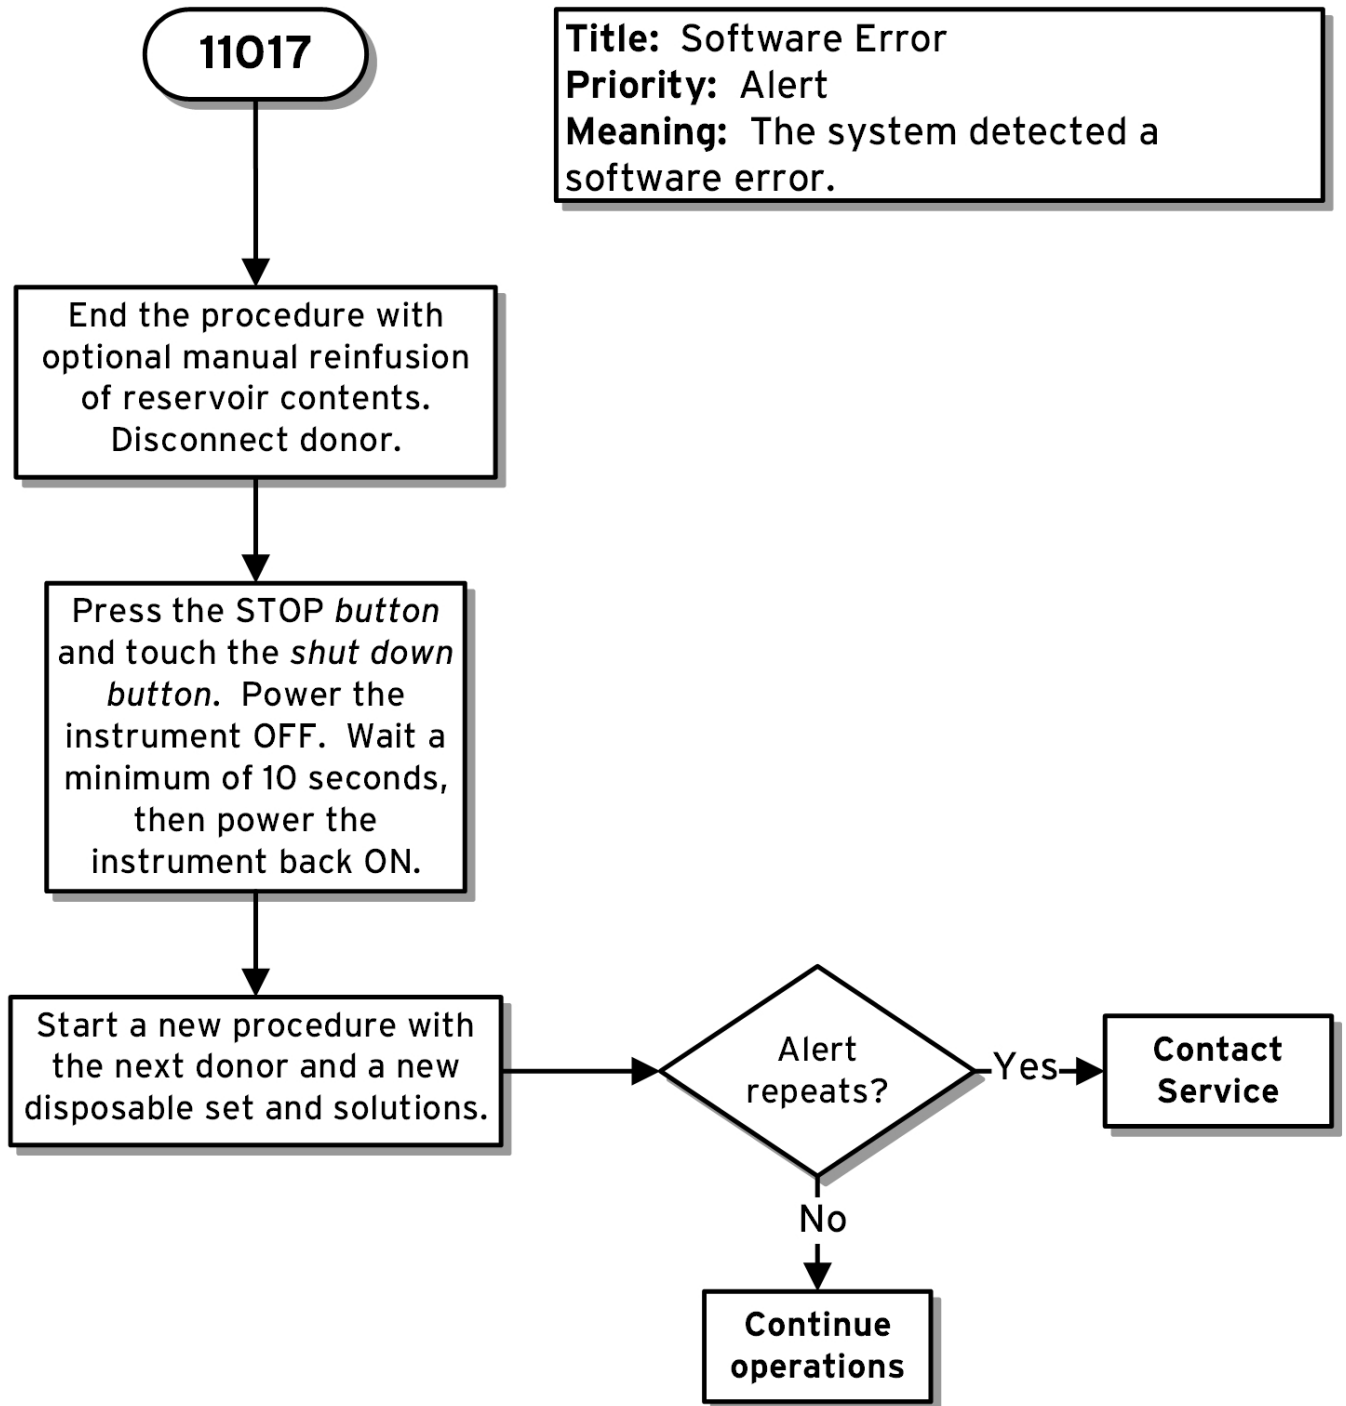 11017
Title: Software Error
Priority: Alert
Meaning: The system detected a
software error.
End the procedure with
optional manual reinfusion
of reservoir contents.
Disconnect donor.
Press the STOP button
and touch the shut down
button. Power the
instrument OFF. Wait a
minimum of 10 seconds,
then power the
instrument back ON.
Start a new procedure with
the next donor and a new
disposable set and solutions.
Alert
repeats?
Yes
Contact
Service
No
Continue
operations